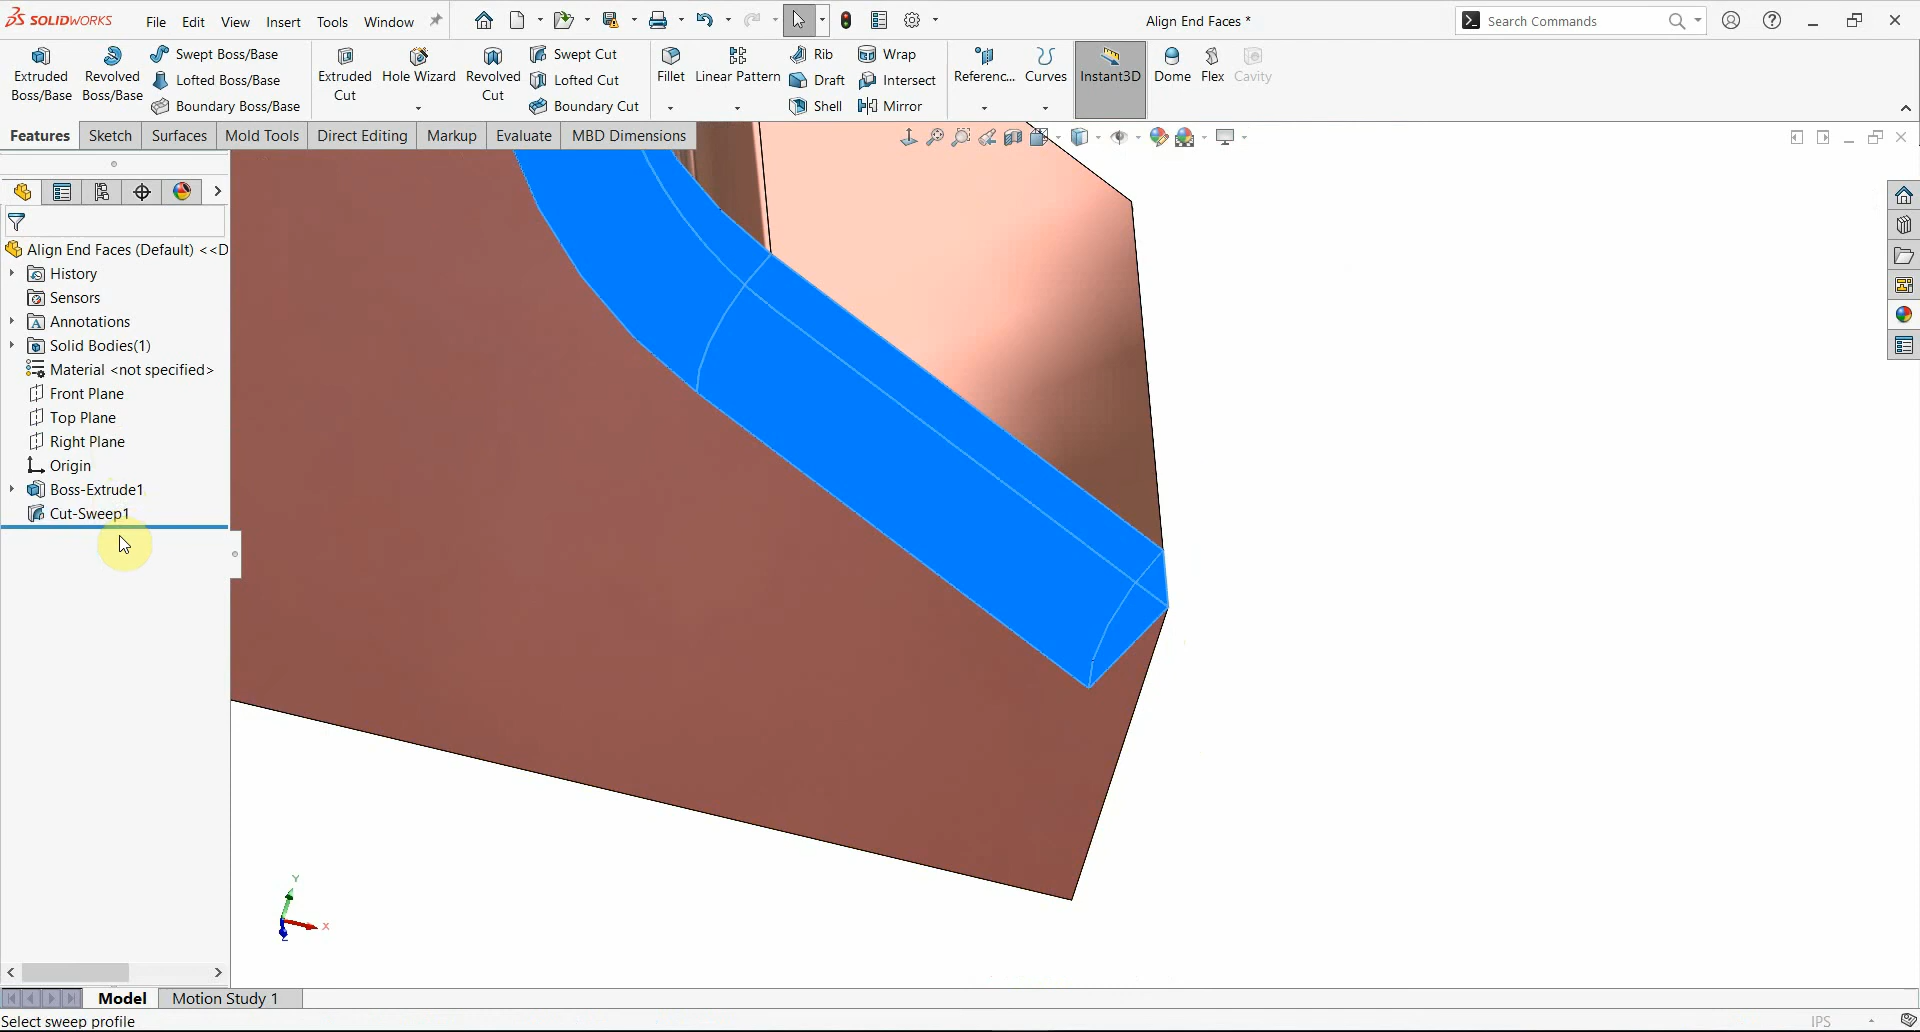 SOLIDWORKS File Edit View Insert Tools Window Align End Faces * Search Commands
Extruded Boss/Base
Revolved Boss/Base
Swept Boss/Base
Lofted Boss/Base
Boundary Boss/Base
Extruded Cut
Hole Wizard
Revolved Cut
Swept Cut
Lofted Cut
Boundary Cut
Fillet
Linear Pattern
Rib
Draft
Shell
Wrap
Intersect
Mirror
Referenc...
Curves
Instant3D
Dome
Flex
Cavity
Features Sketch Surfaces Mold Tools Direct Editing Markup Evaluate MBD Dimensions
Align End Faces (Default) <<D
History
Sensors
Annotations
Solid Bodies(1)
Material <not specified>
Front Plane
Top Plane
Right Plane
Origin
Boss-Extrude1
Cut-Sweep1
Y
X
Z
Model Motion Study 1
Select sweep profile IPS